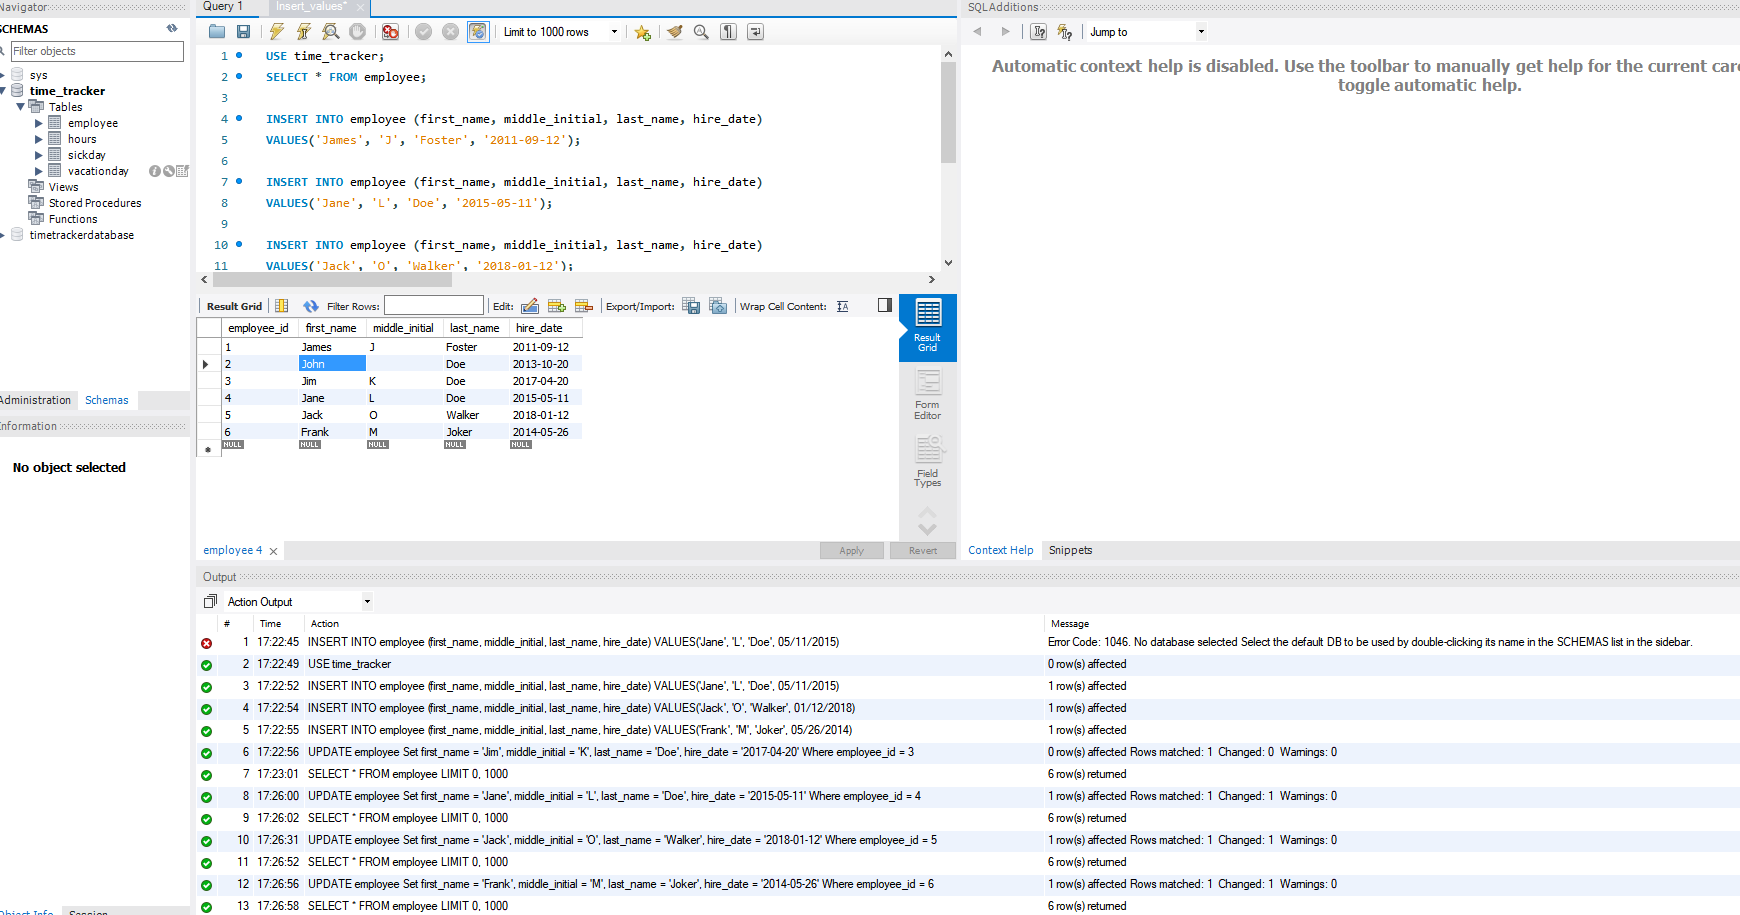 Navigator
SCHEMAS
Filter objects
sys
time_tracker
Tables
employee
hours
sickday
vacationday
Views
Stored Procedures
Functions
timetrackerdatabase
Administration Schemas
Information
No object selected
Object Info Session
Query 1 Insert_values*
Limit to 1000 rows
1 USE time_tracker;
2 SELECT * FROM employee;
3
4 INSERT INTO employee (first_name, middle_initial, last_name, hire_date)
5 VALUES('James', 'J', 'Foster', '2011-09-12');
6
7 INSERT INTO employee (first_name, middle_initial, last_name, hire_date)
8 VALUES('Jane', 'L', 'Doe', '2015-05-11');
9
10 INSERT INTO employee (first_name, middle_initial, last_name, hire_date)
11 VALUES('Jack', 'O', 'Walker', '2018-01-12');
Result Grid Filter Rows: Edit: Export/Import: Wrap Cell Content:
employee_id first_name middle_initial last_name hire_date
1 James J Foster 2011-09-12
2 John Doe 2013-10-20
3 Jim K Doe 2017-04-20
4 Jane L Doe 2015-05-11
5 Jack O Walker 2018-01-12
6 Frank M Joker 2014-05-26
NULL NULL NULL NULL NULL
Result
Grid
Form
Editor
Field
Types
employee 4 Apply Revert
SQLAdditions
Jump to
Automatic context help is disabled. Use the toolbar to manually get help for the current car
toggle automatic help.
Context Help Snippets
Output
Action Output
# Time Action Message
1 17:22:45 INSERT INTO employee (first_name, middle_initial, last_name, hire_date) VALUES('Jane', 'L', 'Doe', 05/11/2015) Error Code: 1046. No database selected Select the default DB to be used by double-clicking its name in the SCHEMAS list in the sidebar.
2 17:22:49 USE time_tracker 0 row(s) affected
3 17:22:52 INSERT INTO employee (first_name, middle_initial, last_name, hire_date) VALUES('Jane', 'L', 'Doe', 05/11/2015) 1 row(s) affected
4 17:22:54 INSERT INTO employee (first_name, middle_initial, last_name, hire_date) VALUES('Jack', 'O', 'Walker', 01/12/2018) 1 row(s) affected
5 17:22:55 INSERT INTO employee (first_name, middle_initial, last_name, hire_date) VALUES('Frank', 'M', 'Joker', 05/26/2014) 1 row(s) affected
6 17:22:56 UPDATE employee Set first_name = 'Jim', middle_initial = 'K', last_name = 'Doe', hire_date = '2017-04-20' Where employee_id = 3 0 row(s) affected Rows matched: 1 Changed: 0 Warnings: 0
7 17:23:01 SELECT * FROM employee LIMIT 0, 1000 6 row(s) returned
8 17:26:00 UPDATE employee Set first_name = 'Jane', middle_initial = 'L', last_name = 'Doe', hire_date = '2015-05-11' Where employee_id = 4 1 row(s) affected Rows matched: 1 Changed: 1 Warnings: 0
9 17:26:02 SELECT * FROM employee LIMIT 0, 1000 6 row(s) returned
10 17:26:31 UPDATE employee Set first_name = 'Jack', middle_initial = 'O', last_name = 'Walker', hire_date = '2018-01-12' Where employee_id = 5 1 row(s) affected Rows matched: 1 Changed: 1 Warnings: 0
11 17:26:52 SELECT * FROM employee LIMIT 0, 1000 6 row(s) returned
12 17:26:56 UPDATE employee Set first_name = 'Frank', middle_initial = 'M', last_name = 'Joker', hire_date = '2014-05-26' Where employee_id = 6 1 row(s) affected Rows matched: 1 Changed: 1 Warnings: 0
13 17:26:58 SELECT * FROM employee LIMIT 0, 1000 6 row(s) returned